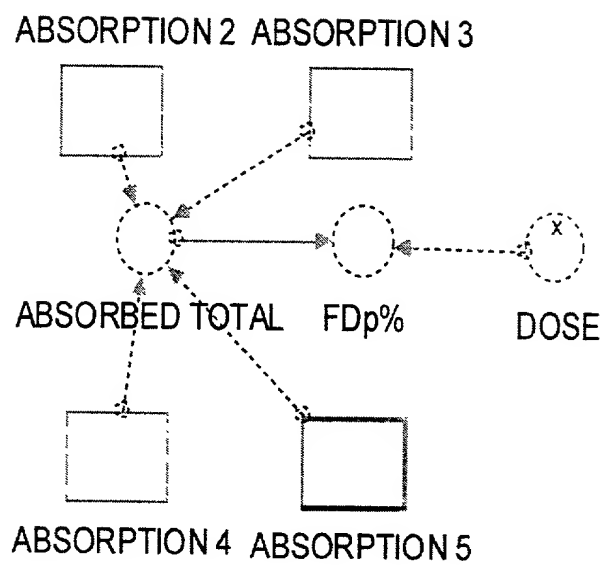 ABSORPTION 2 ABSORPTION 3
x
ABSORBED TOTAL FDp% DOSE
ABSORPTION 4 ABSORPTION 5